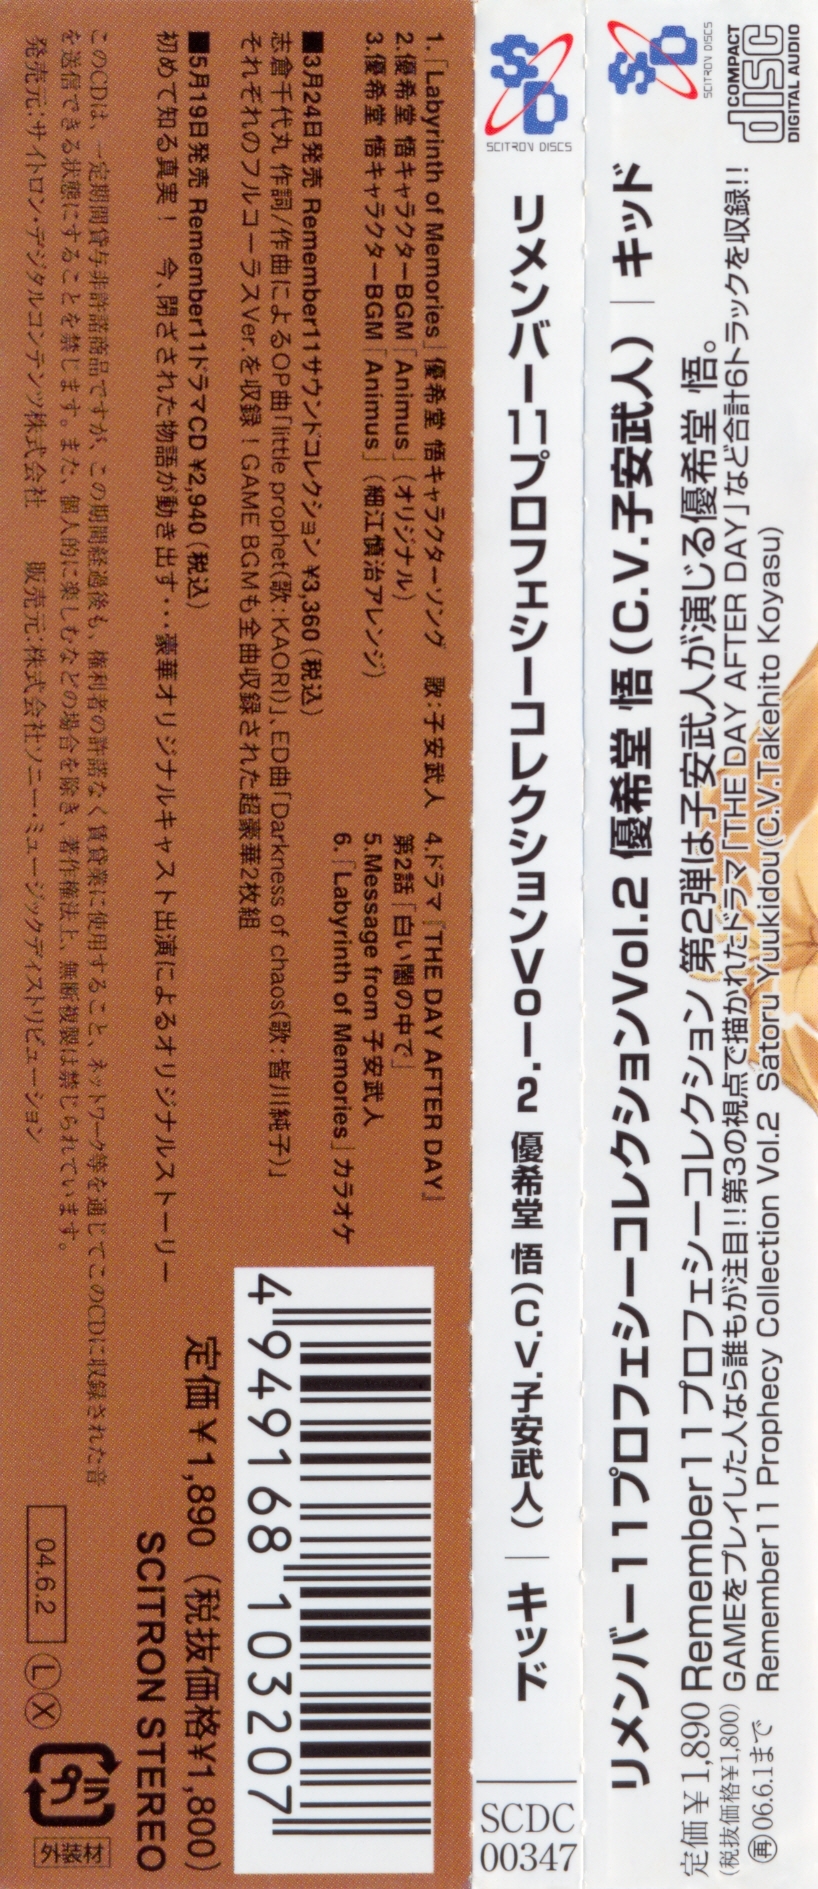 1.「Labyrinth of Memories」優希堂 悟キャラクターソング 歌:子安武人
2.優希堂 悟キャラクターBGM「Animus」(オリジナル)
3.優希堂 悟キャラクターBGM「Animus」(細江慎治アレンジ)
4.ドラマ『THE DAY AFTER DAY』
第2話「白い闇の中で」
5.Message from 子安武人
6.「Labyrinth of Memories」カラオケ
■3月24日発売 Remember11サウンドコレクション ¥3,360(税込)
志倉千代丸 作詞/作曲によるOP曲「little prophet(歌:KAORI)」、ED曲「Darkness of chaos(歌:皆川純子)」
それぞれのフルコーラスVer.を収録!GAME BGMも全曲収録された超豪華2枚組
■5月19日発売 Remember11ドラマCD ¥2,940(税込)
初めて知る真実! 今、閉ざされた物語が動き出す…豪華オリジナルキャスト出演によるオリジナルストーリー
このCDは、一定期間貸与非許諾商品ですが、この期間経過後も、権利者の許諾なく賃貸業に使用すること、ネットワーク等を通じてこのCDに収録された音
を送信できる状態にすることを禁じます。また、個人的に楽しむなどの場合を除き、著作権法上、無断複製は禁じられています。
発売元:サイトロン・デジタルコンテンツ株式会社 販売元:株式会社ソニー・ミュージックディストリビューション
4 949168 103207
定価¥1,890(税抜価格¥1,800)
SCITRON STEREO
04.6.2 Ⓛ Ⓧ
プラ
外装材
SD
SCITRON DISCS
リメンバー11プロフェシーコレクションVol.2 優希堂 悟(C.V.子安武人)|キッド
SCDC
00347
SD
SCITRON DISCS
COMPACT
disc
DIGITAL AUDIO
リメンバー11プロフェシーコレクションVol.2 優希堂 悟(C.V.子安武人)|キッド
定価¥1,890
(税抜価格¥1,800)
㊢06.6.1まで
Remember11プロフェシーコレクション 第2弾は子安武人が演じる優希堂 悟。
GAMEをプレイした人なら誰もが注目!!第3の視点で描かれたドラマ「THE DAY AFTER DAY」など合計6トラックを収録!!
Remember11 Prophecy Collection Vol.2 Satoru Yuukidou(C.V.Takehito Koyasu)